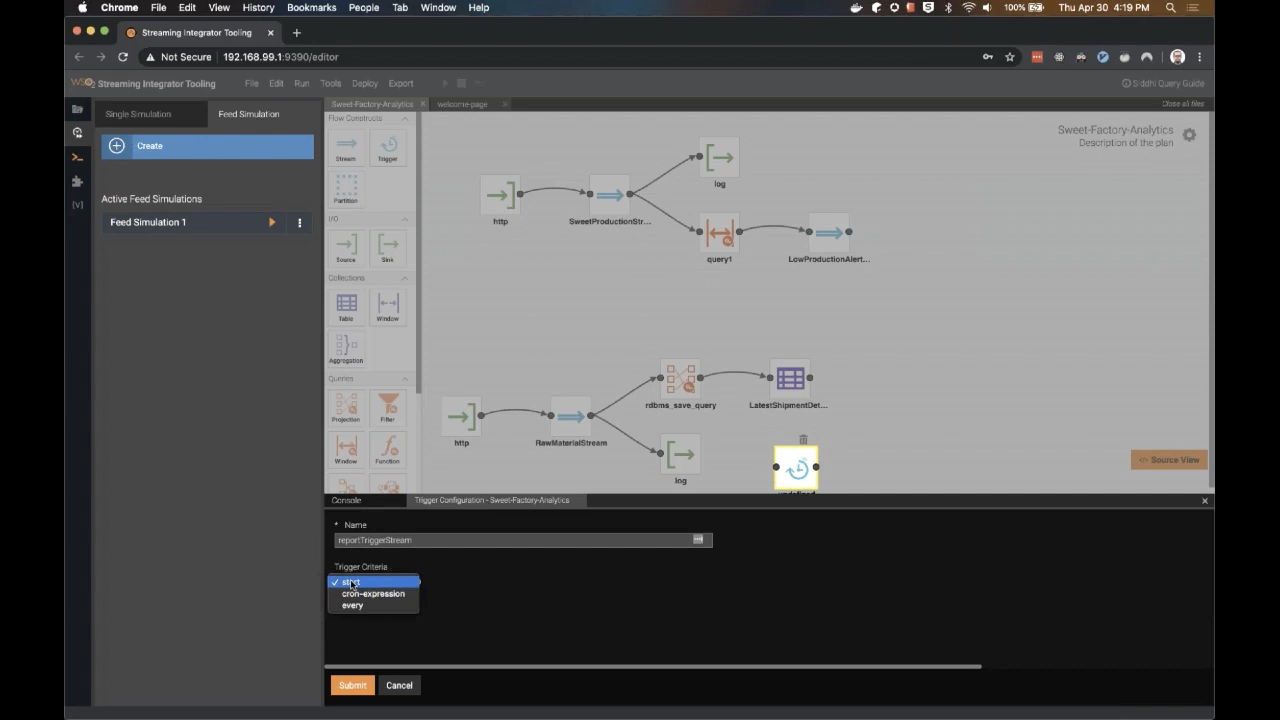 Chrome File Edit View History Bookmarks People Tab Window Help 100% Thu Apr 30 4:19 PM
Streaming Integrator Tooling
Not Secure 192.168.99.1:9390/editor
WSO2 Streaming Integrator Tooling File Edit Run Tools Deploy Export Siddhi Query Guide
Single Simulation Feed Simulation
Sweet-Factory-Analytics welcome-page Close all files
Create
Active Feed Simulations
Feed Simulation 1
Flow Constructs
Stream Trigger
Partition
I/O
Source Sink
Collections
Table Window
Aggregation
Queries
Projection Filter
Window Function
Sweet-Factory-Analytics
Description of the plan
log
http SweetProductionStr...
query1 LowProductionAlert...
rdbms_save_query LatestShipmentDet...
http RawMaterialStream
log
undefined
</> Source View
Console Trigger Configuration - Sweet-Factory-Analytics
* Name
reportTriggerStream
Trigger Criteria
✓ start
cron-expression
every
Submit Cancel